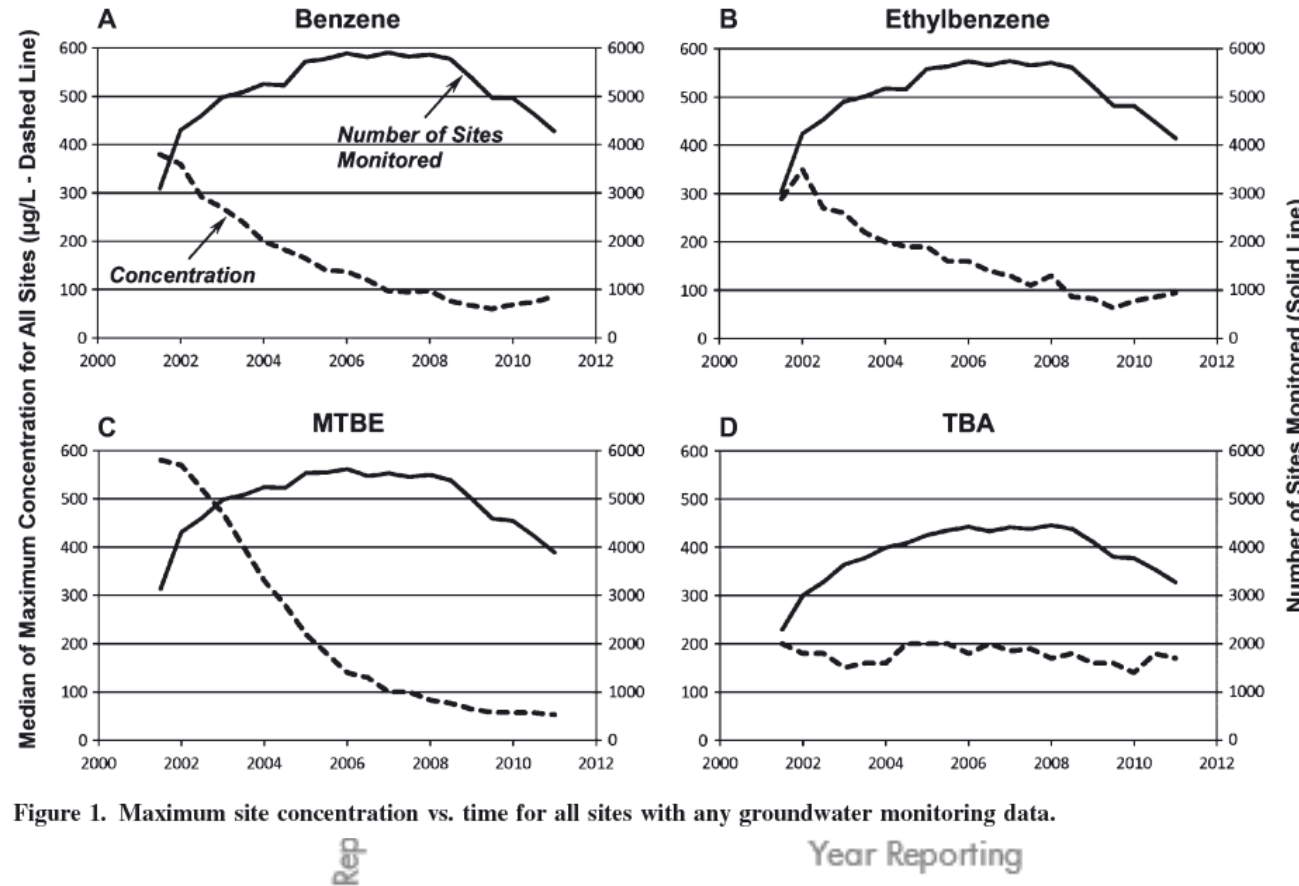 A
Benzene
B
Ethylbenzene
Median of Maximum Concentration for All Sites (µg/L - Dashed Line)
600
500
400
300
200
100
0
Number of Sites
Monitored
Concentration
6000
5000
4000
3000
2000
1000
0
2000 2002 2004 2006 2008 2010 2012
600
500
400
300
200
100
0
6000
5000
4000
3000
2000
1000
0
2000 2002 2004 2006 2008 2010 2012
Number of Sites Monitored (Solid Line)
C
MTBE
D
TBA
600
500
400
300
200
100
0
6000
5000
4000
3000
2000
1000
0
2000 2002 2004 2006 2008 2010 2012
600
500
400
300
200
100
0
6000
5000
4000
3000
2000
1000
0
2000 2002 2004 2006 2008 2010 2012
Figure 1. Maximum site concentration vs. time for all sites with any groundwater monitoring data.
Rep
Year Reporting